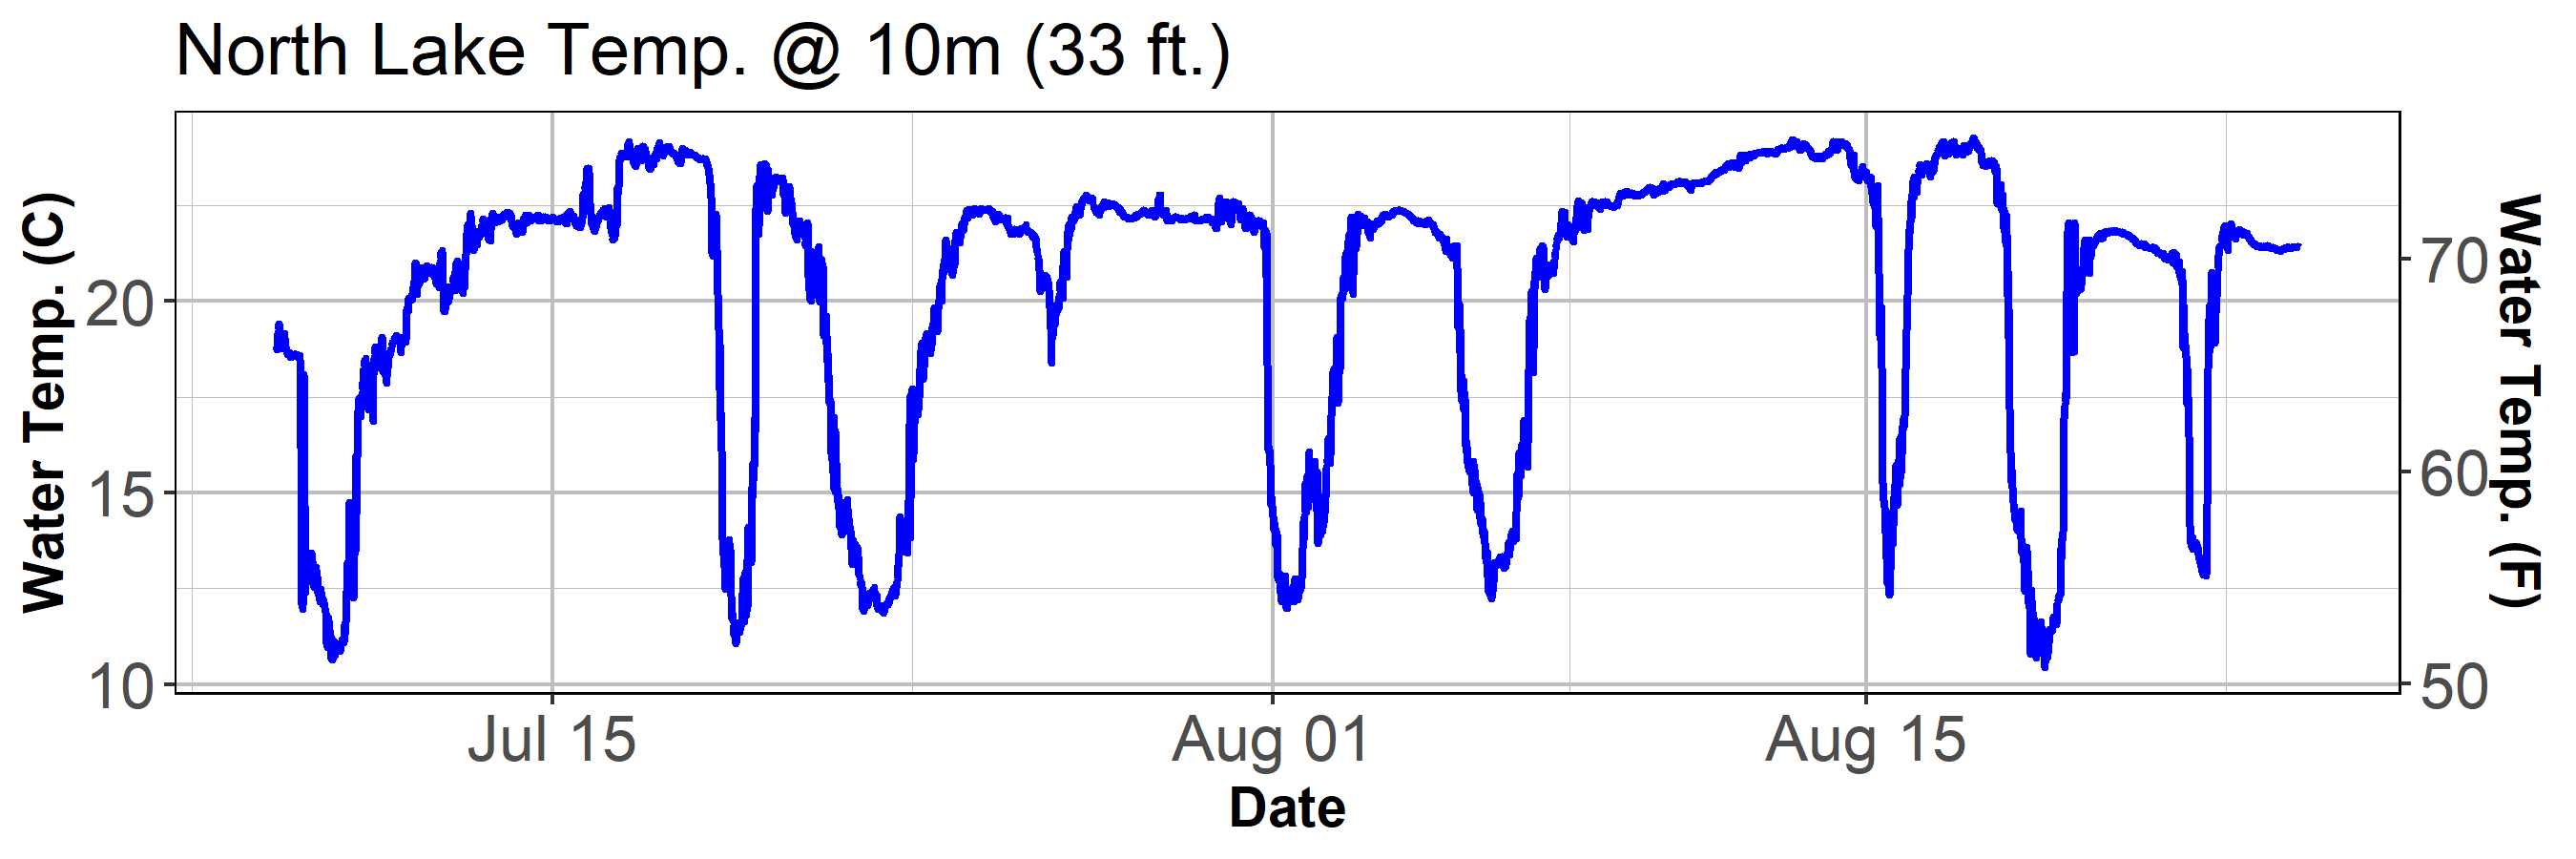 North Lake Temp. @ 10m (33 ft.)
Water Temp. (C)
20
15
10
70
60
50
Water Temp. (F)
Jul 15
Aug 01
Aug 15
Date